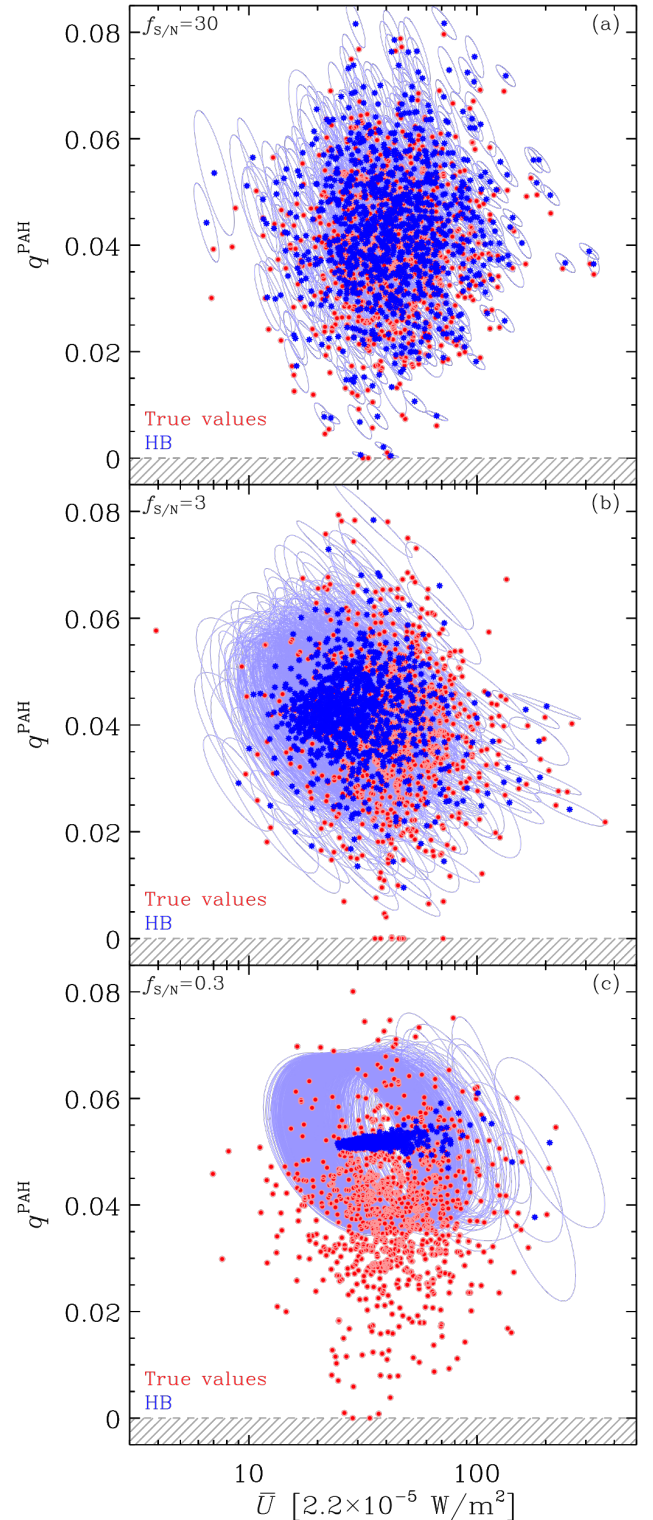 f_S/N=30 (a)
0.08
0.06
0.04
0.02
0
q^PAH
True values
HB
f_S/N=3 (b)
0.08
0.06
0.04
0.02
0
q^PAH
True values
HB
f_S/N=0.3 (c)
0.08
0.06
0.04
0.02
0
q^PAH
True values
HB
10 100
U̅ [2.2×10⁻⁵ W/m²]